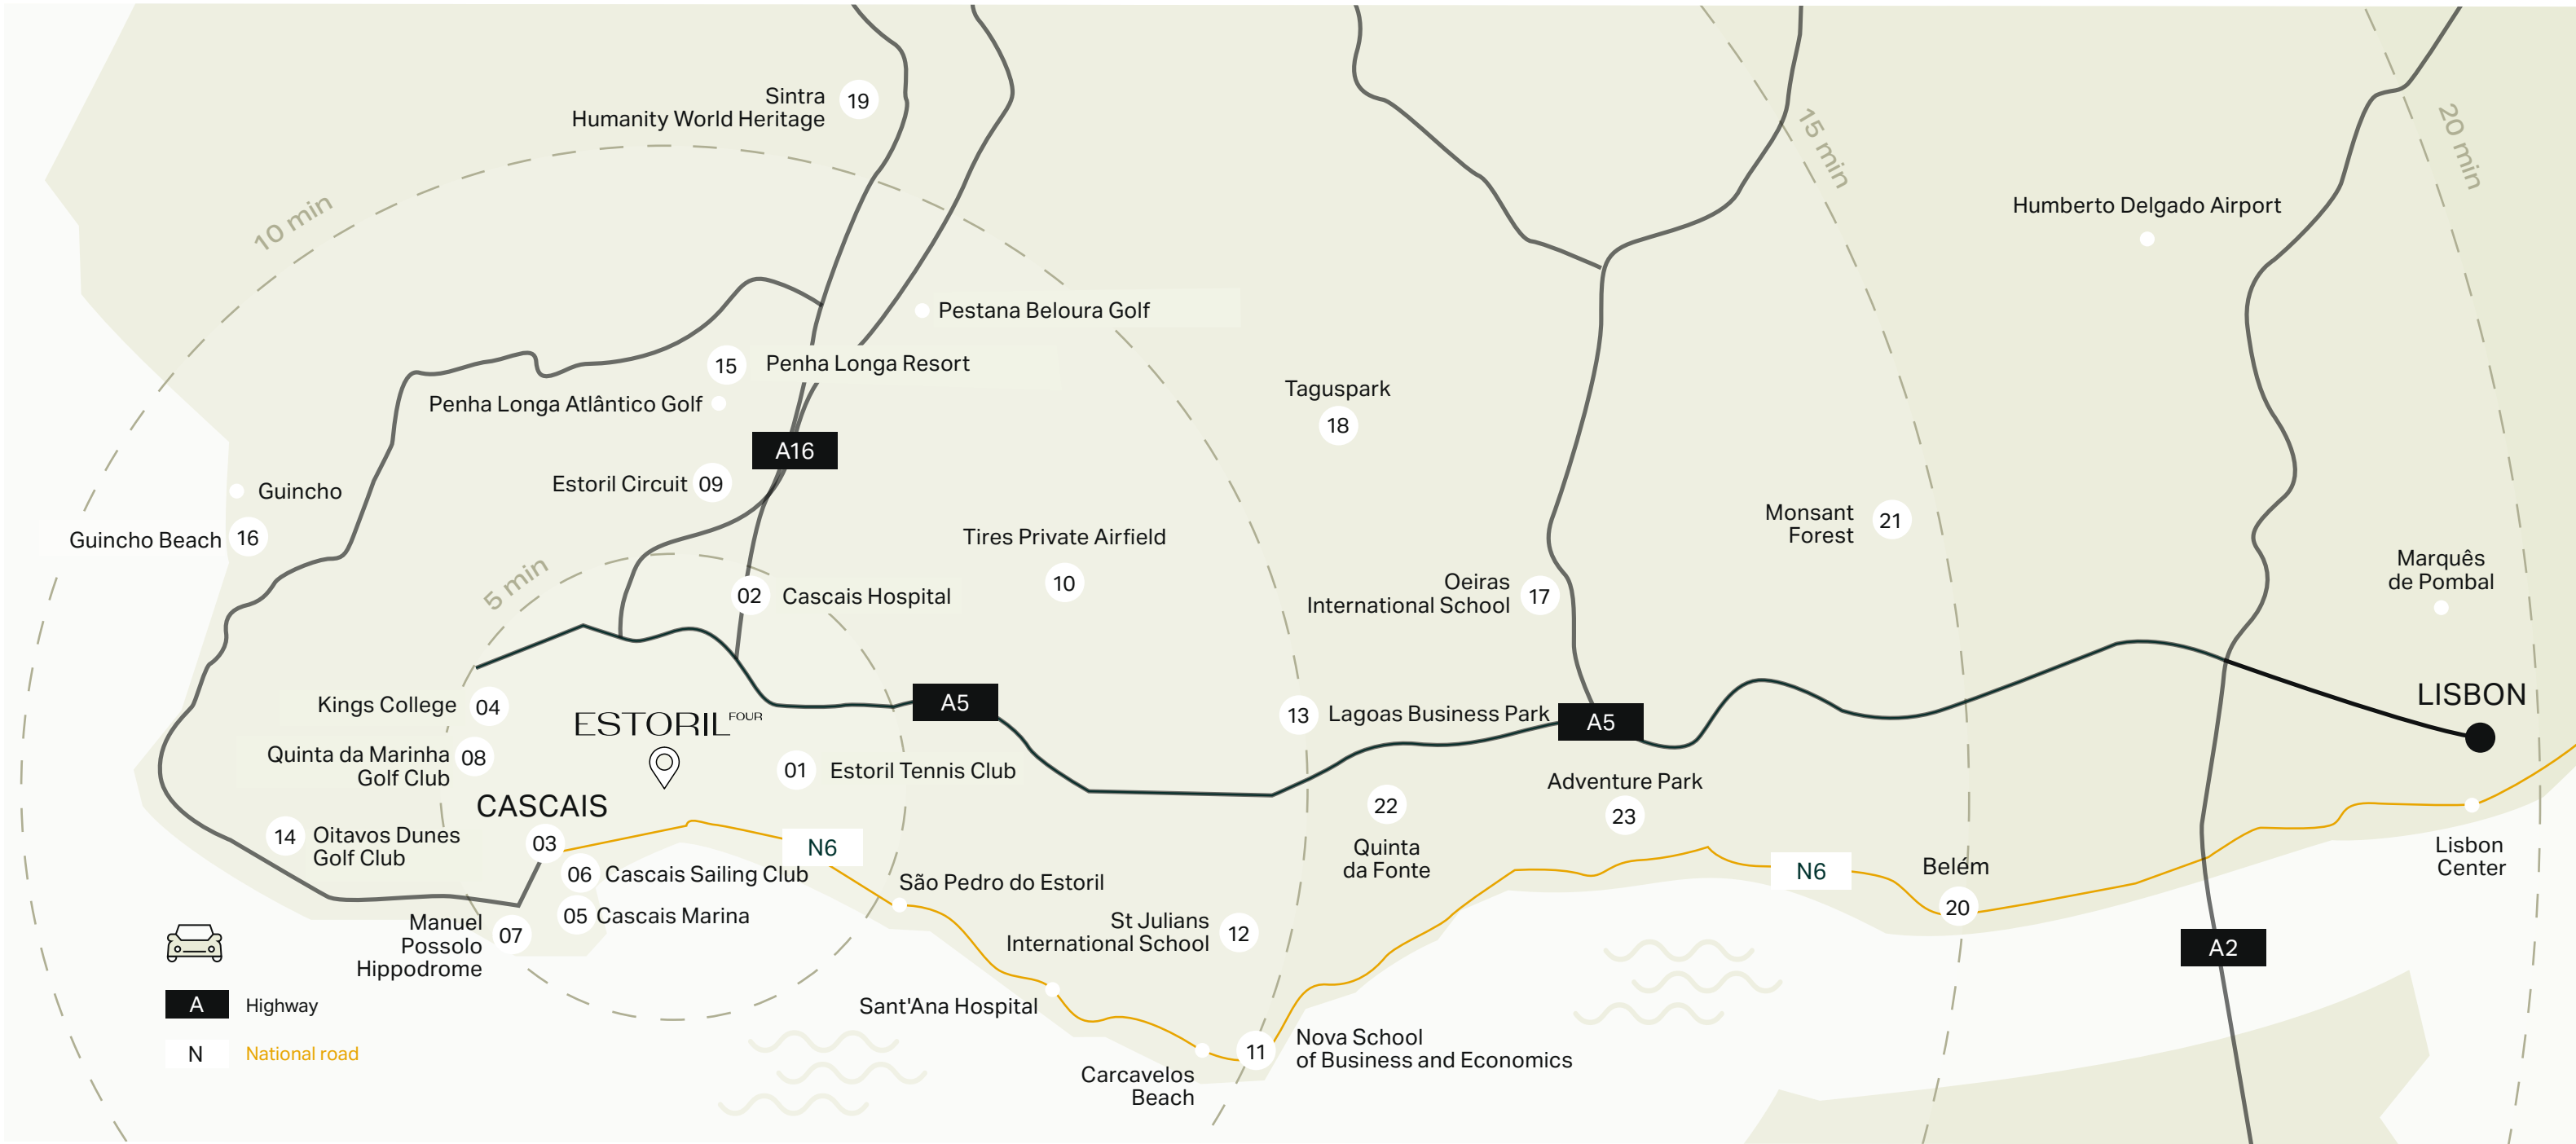 Sintra
Humanity World Heritage
19
10 min
15 min
20 min
Humberto Delgado Airport
Pestana Beloura Golf
15
Penha Longa Resort
Penha Longa Atlântico Golf
A16
Estoril Circuit
09
Taguspark
18
Guincho
Guincho Beach
16
Tires Private Airfield
10
Monsant
Forest
21
5 min
02
Cascais Hospital
Oeiras
International School
17
Marquês
de Pombal
Kings College
04
ESTORIL FOUR
A5
13
Lagoas Business Park
A5
LISBON
Quinta da Marinha
Golf Club
08
01
Estoril Tennis Club
CASCAIS
03
Adventure Park
23
22
Quinta
da Fonte
14
Oitavos Dunes
Golf Club
N6
06
Cascais Sailing Club
São Pedro do Estoril
N6
Belém
20
Lisbon
Center
05
Cascais Marina
Manuel
Possolo
Hippodrome
07
St Julians
International School
12
A2
Sant'Ana Hospital
A
Highway
N
National road
11
Nova School
of Business and Economics
Carcavelos
Beach